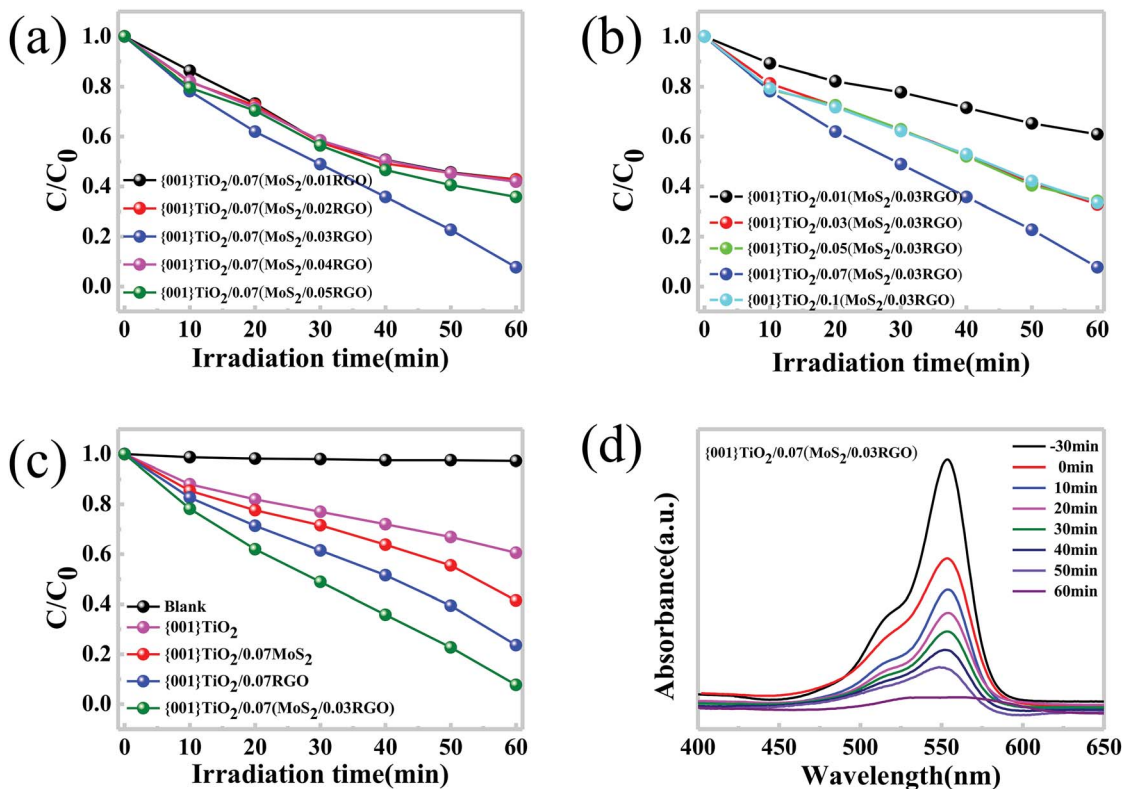 (a)
1.0
0.8
0.6
0.4
0.2
0.0
C/C0
{001}TiO2/0.07(MoS2/0.01RGO)
{001}TiO2/0.07(MoS2/0.02RGO)
{001}TiO2/0.07(MoS2/0.03RGO)
{001}TiO2/0.07(MoS2/0.04RGO)
{001}TiO2/0.07(MoS2/0.05RGO)
0 10 20 30 40 50 60
Irradiation time(min)
(b)
1.0
0.8
0.6
0.4
0.2
0.0
C/C0
{001}TiO2/0.01(MoS2/0.03RGO)
{001}TiO2/0.03(MoS2/0.03RGO)
{001}TiO2/0.05(MoS2/0.03RGO)
{001}TiO2/0.07(MoS2/0.03RGO)
{001}TiO2/0.1(MoS2/0.03RGO)
0 10 20 30 40 50 60
Irradiation time(min)
(c)
1.0
0.8
0.6
0.4
0.2
0.0
C/C0
Blank
{001}TiO2
{001}TiO2/0.07MoS2
{001}TiO2/0.07RGO
{001}TiO2/0.07(MoS2/0.03RGO)
0 10 20 30 40 50 60
Irradiation time(min)
(d)
{001}TiO2/0.07(MoS2/0.03RGO)
-30min
0min
10min
20min
30min
40min
50min
60min
Absorbance(a.u.)
400 450 500 550 600 650
Wavelength(nm)